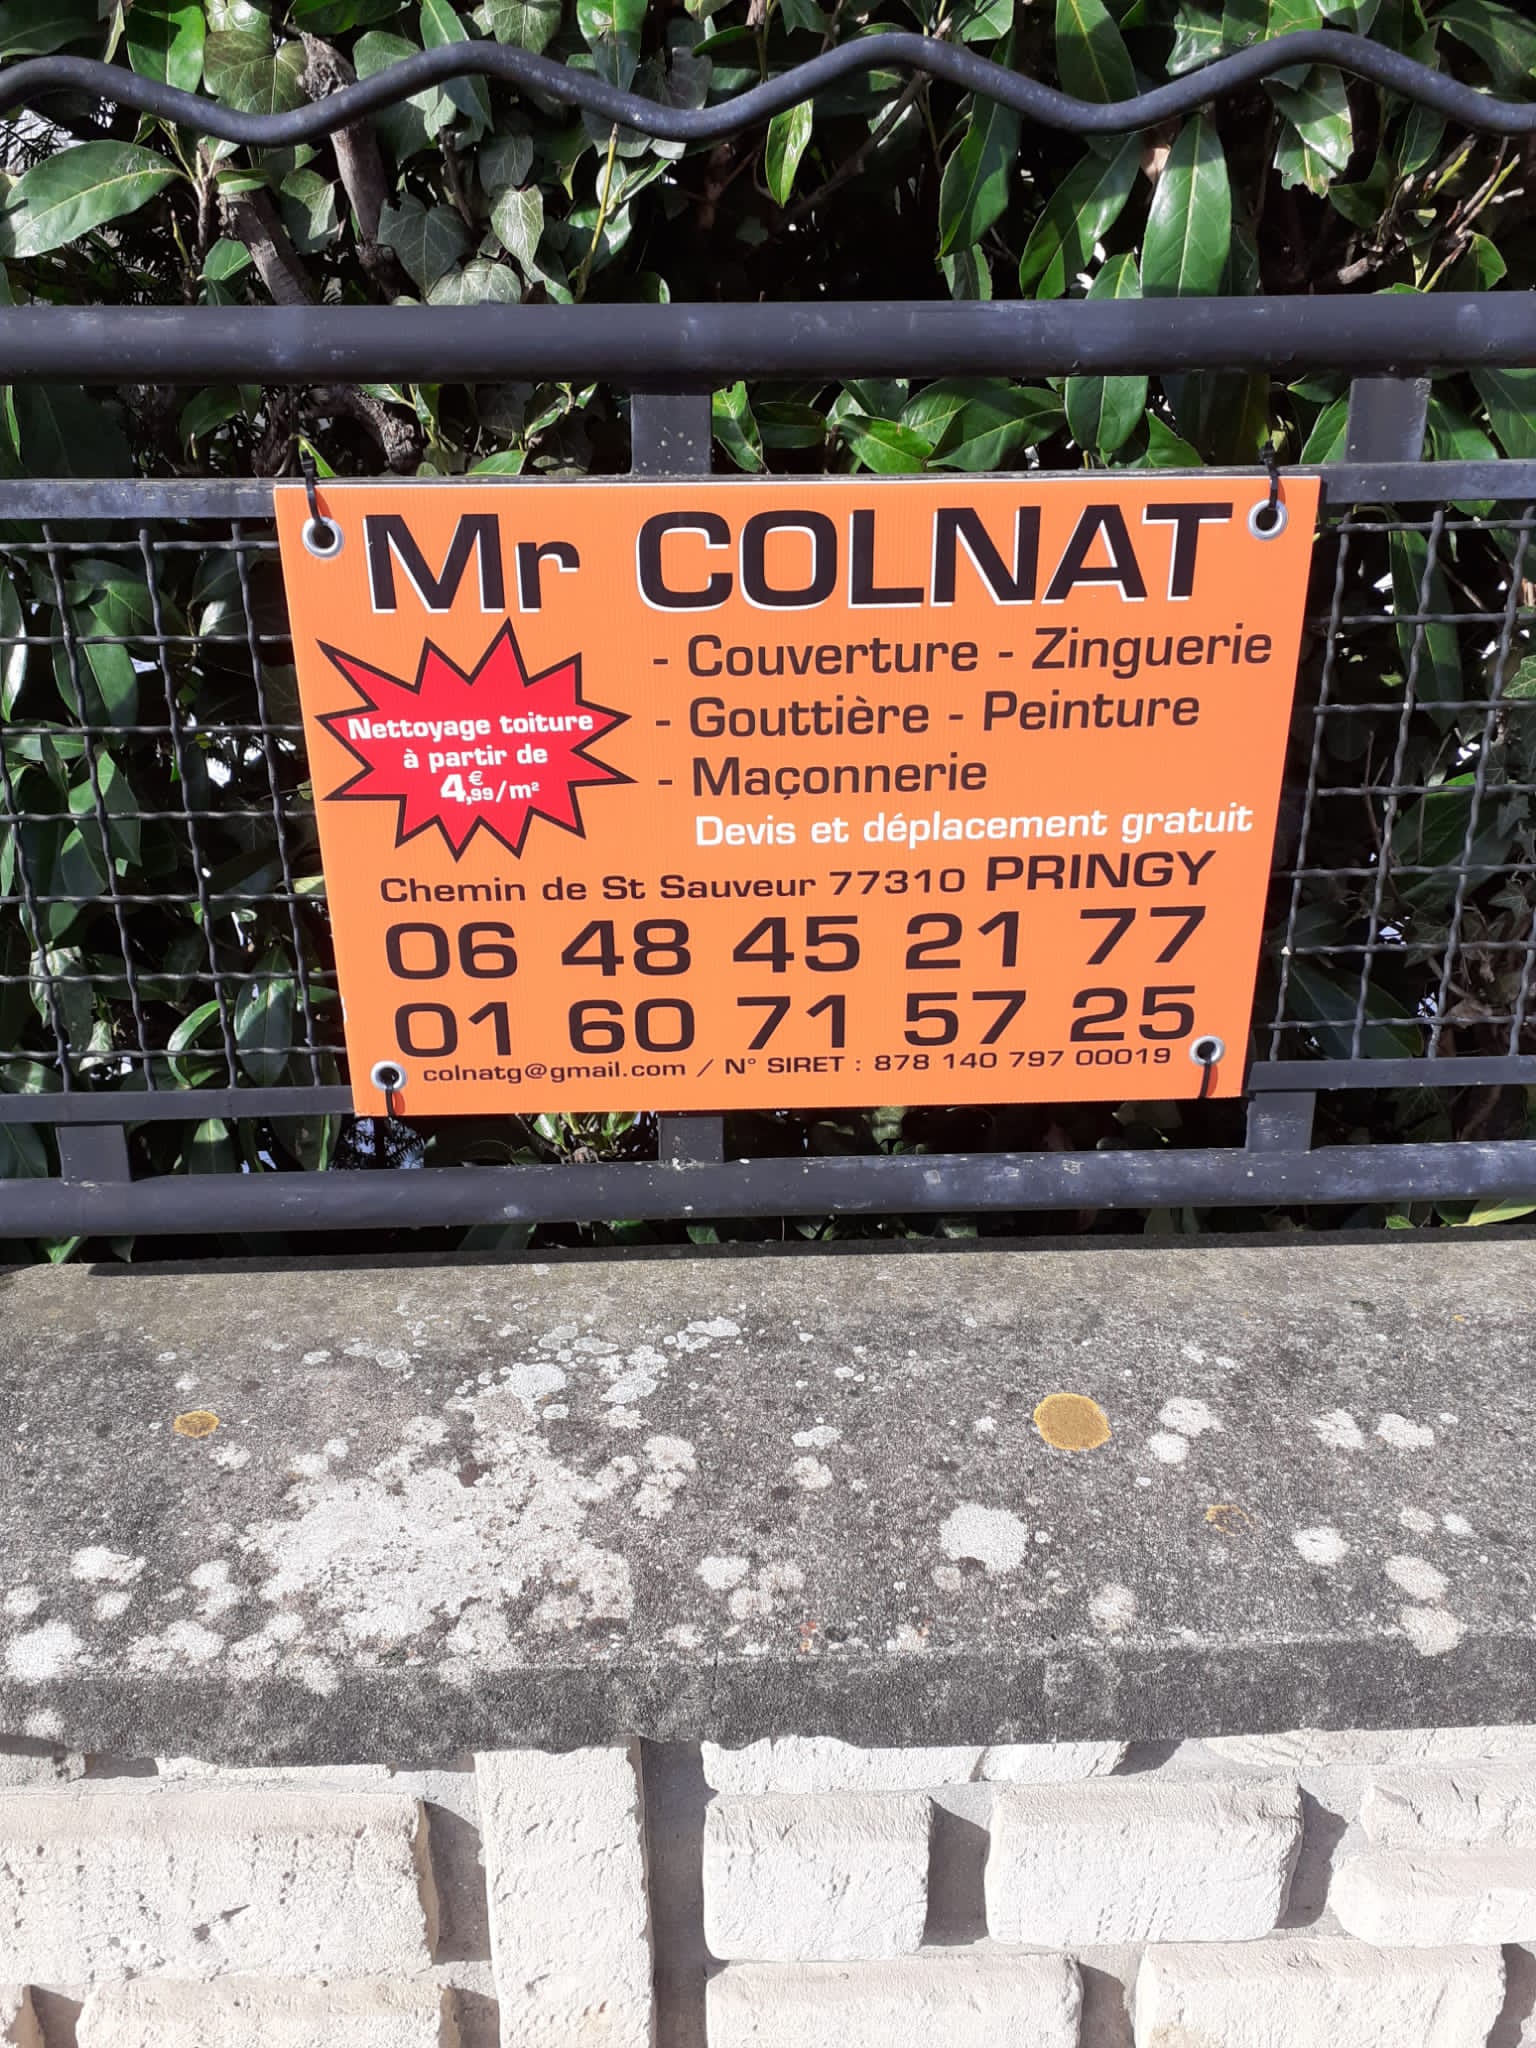 Mr COLNAT
- Couverture - Zinguerie
- Gouttière - Peinture
- Maçonnerie
Nettoyage toiture
à partir de
4,€99/m²
Devis et déplacement gratuit
Chemin de St Sauveur 77310 PRINGY
06 48 45 21 77
01 60 71 57 25
colnatg@gmail.com / N° SIRET : 878 140 797 00019